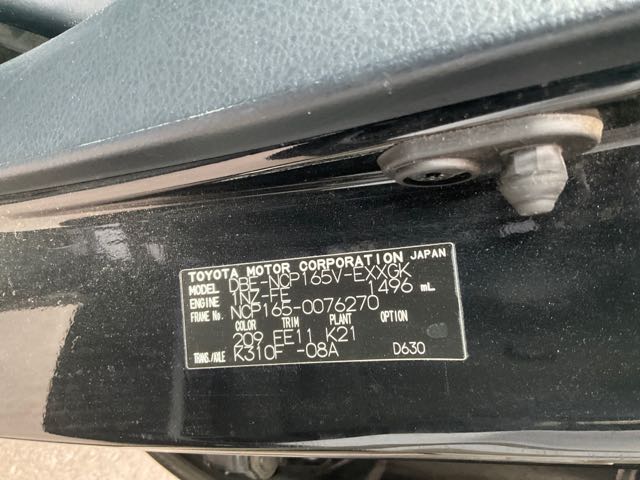 TOYOTA MOTOR CORPORATION JAPAN
MODEL DBE-NCP165V-EXXGK
ENGINE 1NZ-FE 1496 mL
FRAME No. NCP165-0076270
COLOR TRIM PLANT OPTION
209 EE11 K21
TRANS./AXLE K310F -08A D630